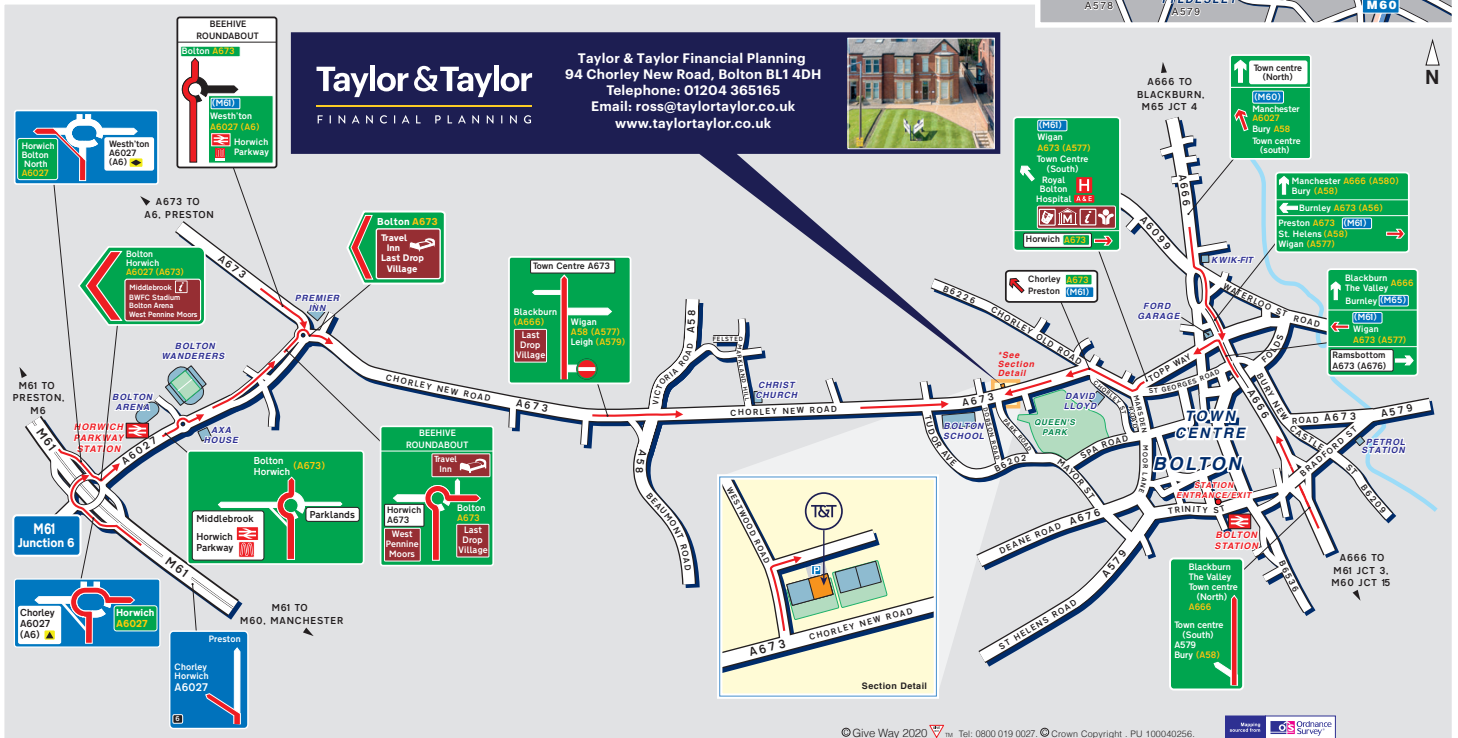 A578
TYLDESLEY
A579
M60
BEEHIVE
ROUNDABOUT
Bolton A673
(M61)
Westh'ton
A6027 (A6)
Horwich
Parkway
Taylor & Taylor
FINANCIAL PLANNING
Taylor & Taylor Financial Planning
94 Chorley New Road, Bolton BL1 4DH
Telephone: 01204 365165
Email: ross@taylortaylor.co.uk
www.taylortaylor.co.uk
N
A666 TO
BLACKBURN,
M65 JCT 4
Town centre
(North)
(M60)
Manchester
A6027
Bury A58
Town centre
(south)
Horwich
Bolton
North
A6027
Westh'ton
A6027
(A6)
(M61)
Wigan
A673 (A577)
Town Centre
(South)
Royal
Bolton
Hospital
H
A&E
Horwich A673
Manchester A666 (A580)
Bury (A58)
Burnley A673 (A56)
Preston A673 (M61)
St. Helens (A58)
Wigan (A577)
A673 TO
A6, PRESTON
Bolton A673
Travel
Inn
Last Drop
Village
Bolton
Horwich
A6027 (A673)
Middlebrook
BWFC Stadium
Bolton Arena
West Pennine Moors
A673
PREMIER
INN
Town Centre A673
Blackburn
(A666)
Last
Drop
Village
Wigan
A58 (A577)
Leigh (A579)
A666
A6099
KWIK-FIT
Blackburn
The Valley
A666
Burnley (M65)
(M61)
Wigan
A673 (A577)
Ramsbottom
A673 (A676)
Chorley A673
Preston (M61)
B6226
CHORLEY OLD ROAD
FORD
GARAGE
WATERLOO ST ROAD
FOLDS
TOPP WAY
ST GEORGES ROAD
BOLTON
WANDERERS
M61 TO
PRESTON,
M6
BOLTON
ARENA
HORWICH
PARKWAY
STATION
AXA
HOUSE
A6027
M61
CHORLEY NEW ROAD
A673
VICTORIA ROAD A58
FELSTED
MARKLAND HILL
CHRIST
CHURCH
CHORLEY NEW ROAD
A673
*See
Section
Detail
BOLTON
SCHOOL
TUDOR AVE
DOBSON ROAD
PARK ROAD
QUEEN'S
PARK
DAVID
LLOYD
CHORLEY ST
MARSDEN
MOOR LANE
SPA ROAD
B6202
MAYOR ST
TOWN
CENTRE
BOLTON
BURY NEW ROAD A673
A666
A579
CASTLE ST
BRADFORD ST
PETROL
STATION
B6209
STATION
ENTRANCE/EXIT
TRINITY ST
BOLTON
STATION
DEANE ROAD A676
A579
ST HELENS ROAD
B6536
A666 TO
M61 JCT 3,
M60 JCT 15
A58
BEAUMONT ROAD
BEEHIVE
ROUNDABOUT
Travel
Inn
Horwich
A673
West
Pennine
Moors
Bolton
A673
Last
Drop
Village
Bolton
Horwich
(A673)
Parklands
Middlebrook
Horwich
Parkway
M61
Junction 6
M61
M61 TO
M60, MANCHESTER
Chorley
A6027
(A6)
Horwich
A6027
Preston
Chorley
Horwich
A6027
6
WESTWOOD ROAD
T&T
P
A673
CHORLEY NEW ROAD
Section Detail
Blackburn
The Valley
Town centre
(North)
A666
Town centre
(South)
A579
Bury (A58)
© Give Way 2020 TM Tel: 0800 019 0027. © Crown Copyright . PU 100040256.
Mapping
sourced from
OS Ordnance
Survey